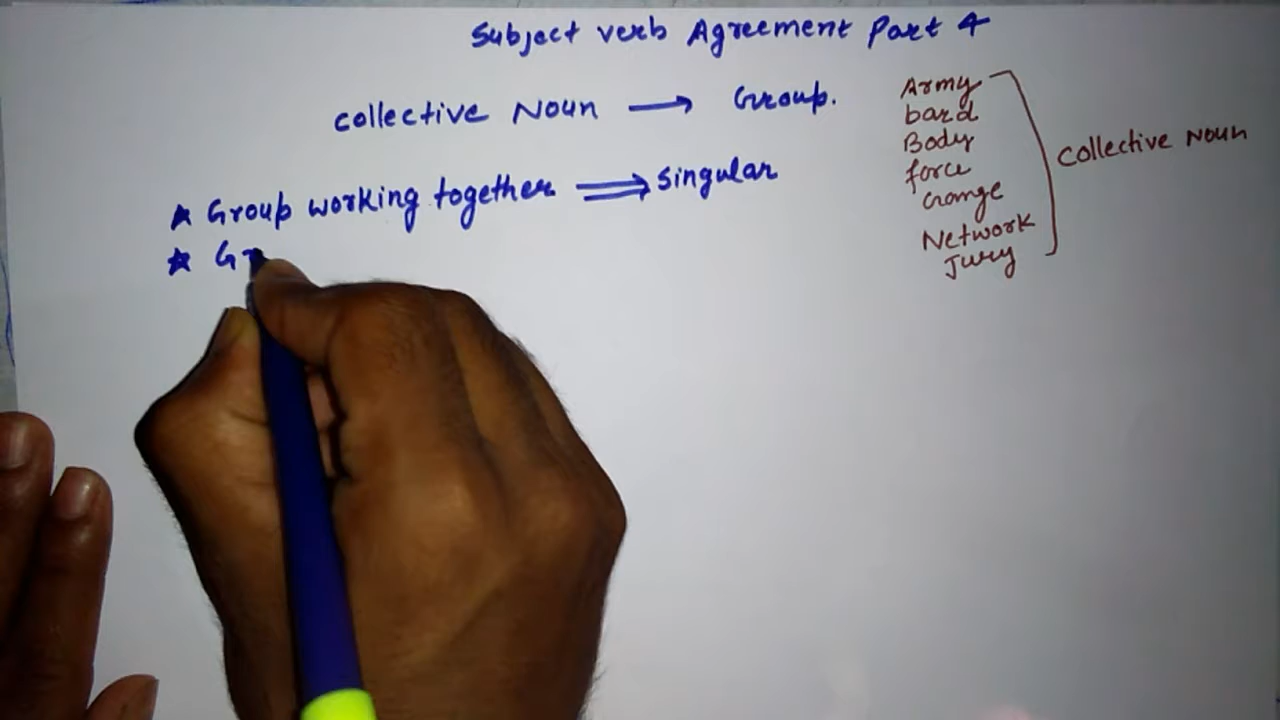 Subject verb Agreement Part 4
collective Noun → Group.
★ Group working together ⇒ singular
★ Gr
Army
band
Body
force
Network
Jury
collective Noun